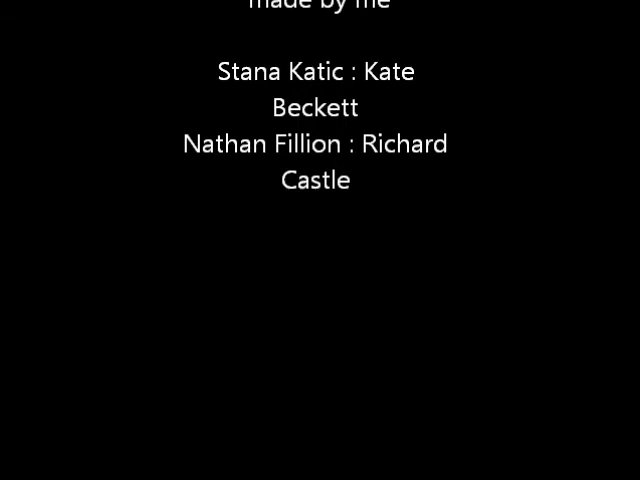 made by me
Stana Katic : Kate
Beckett
Nathan Fillion : Richard
Castle